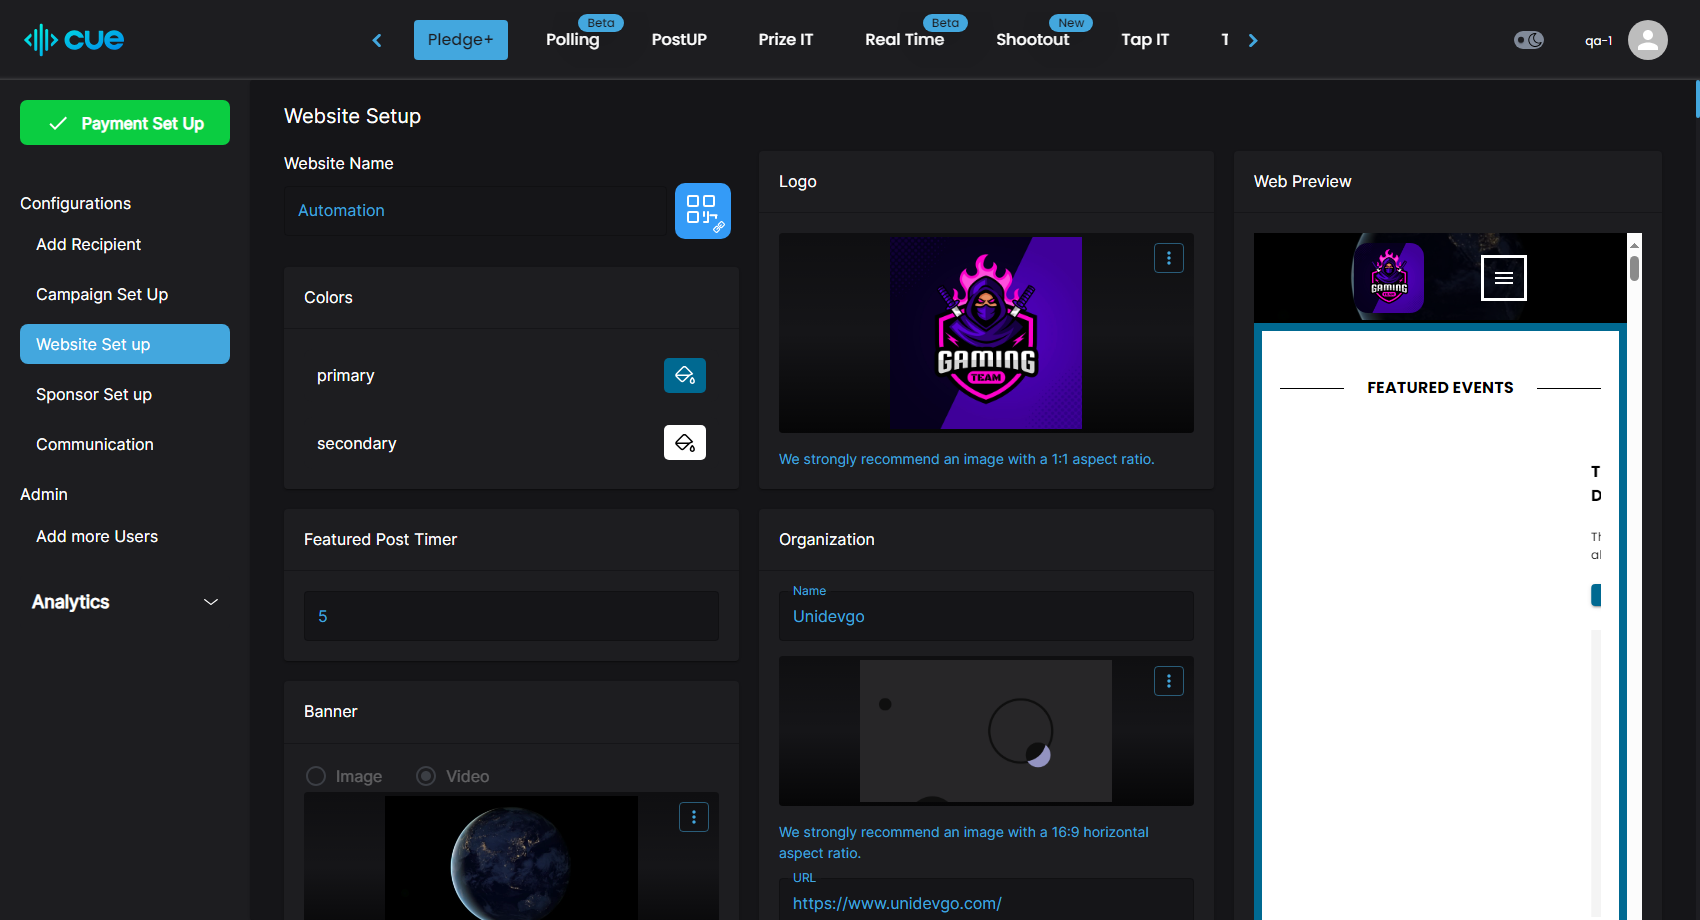 cue
Pledge+
Beta
Polling
PostUP
Prize IT
Beta
Real Time
New
Shootout
Tap IT
T
qa-1
Payment Set Up
Configurations
Add Recipient
Campaign Set Up
Website Set up
Sponsor Set up
Communication
Admin
Add more Users
Analytics
Website Setup
Website Name
Automation
Colors
primary
secondary
Featured Post Timer
5
Banner
Image
Video
Logo
GAMING
TEAM
We strongly recommend an image with a 1:1 aspect ratio.
Organization
Name
Unidevgo
We strongly recommend an image with a 16:9 horizontal
aspect ratio.
URL
https://www.unidevgo.com/
Web Preview
GAMING
TEAM
FEATURED EVENTS
T
D
Th
al